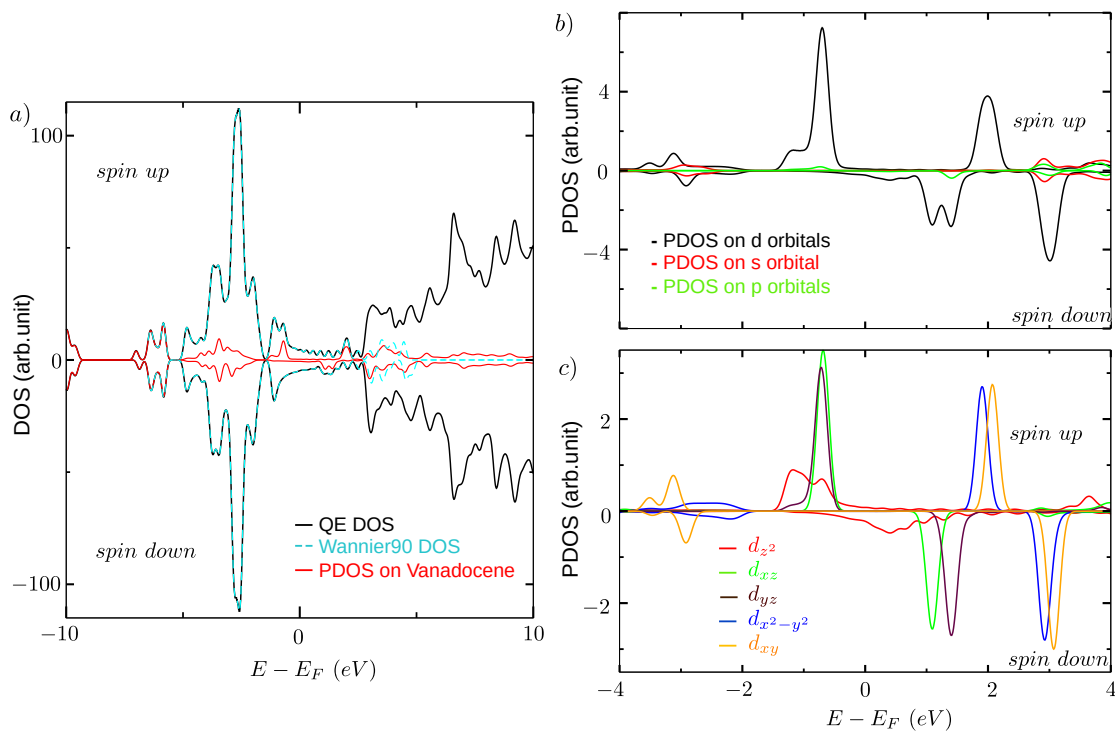 a)
spin up
spin down
DOS (arb.unit)
100
0
−100
−10
0
10
E − E_F (eV)
QE DOS
Wannier90 DOS
PDOS on Vanadocene
b)
PDOS (arb.unit)
4
0
−4
spin up
- PDOS on d orbitals
- PDOS on s orbital
- PDOS on p orbitals
spin down
c)
PDOS (arb.unit)
2
0
−2
spin up
d_{z^2}
d_{xz}
d_{yz}
d_{x^2−y^2}
d_{xy}
spin down
−4
−2
0
2
4
E − E_F (eV)